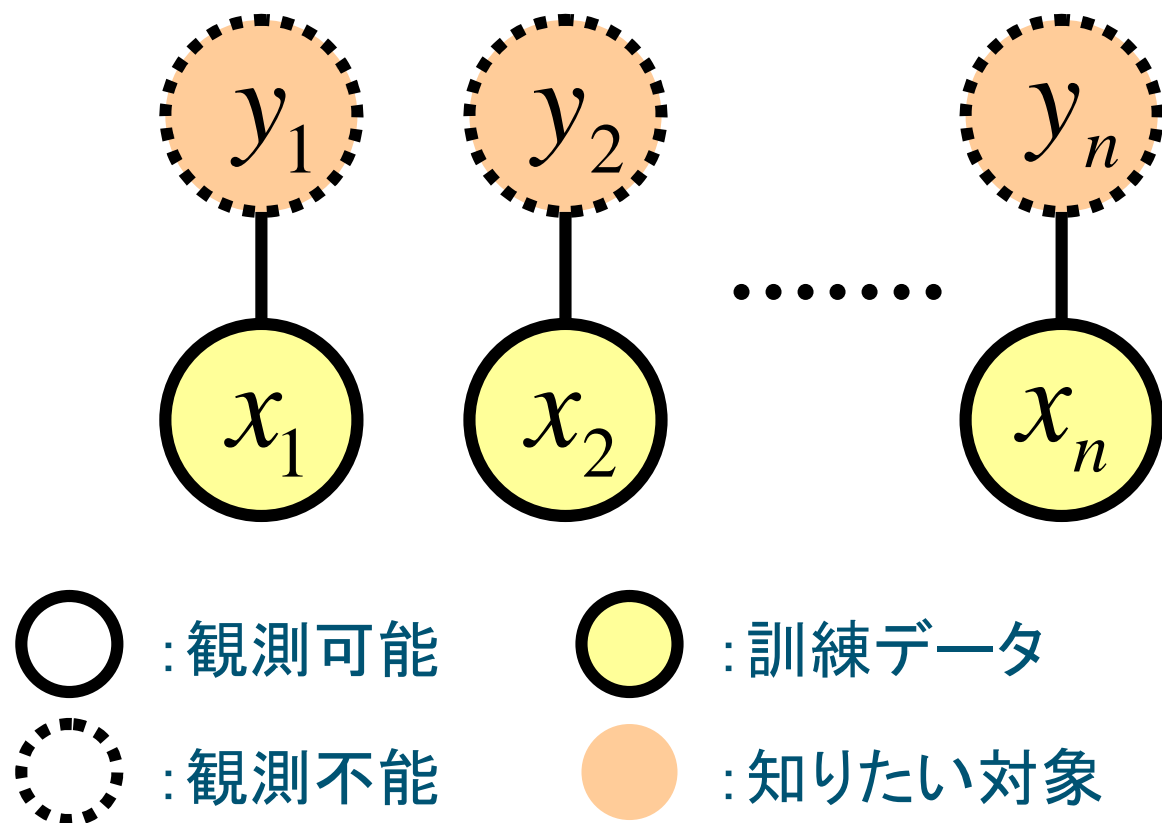 y1 y2 yn
.......
x1 x2 xn
:観測可能 :訓練データ
:観測不能 :知りたい対象